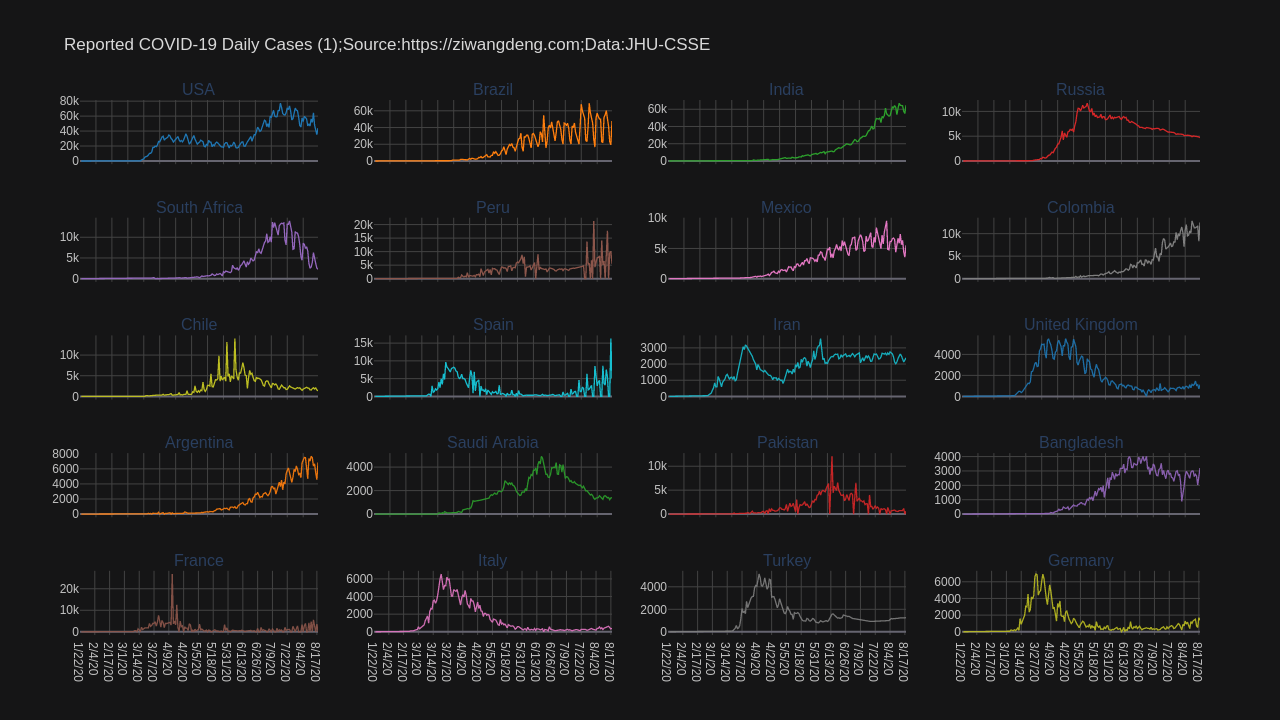 Reported COVID-19 Daily Cases (1);Source:https://ziwangdeng.com;Data:JHU-CSSE
USA Brazil India Russia
80k 60k 40k 20k 0
60k 40k 20k 0
60k 40k 20k 0
10k 5k 0
South Africa Peru Mexico Colombia
10k 5k 0
20k 15k 10k 5k 0
10k 5k 0
10k 5k 0
Chile Spain Iran United Kingdom
10k 5k 0
15k 10k 5k 0
3000 2000 1000 0
4000 2000 0
Argentina Saudi Arabia Pakistan Bangladesh
8000 6000 4000 2000 0
4000 2000 0
10k 5k 0
4000 3000 2000 1000 0
France Italy Turkey Germany
20k 10k 0
6000 4000 2000 0
4000 2000 0
6000 4000 2000 0
1/22/20 2/4/20 2/17/20 3/1/20 3/14/20 3/27/20 4/9/20 4/22/20 5/5/20 5/18/20 5/31/20 6/13/20 6/26/20 7/9/20 7/22/20 8/4/20 8/17/20
1/22/20 2/4/20 2/17/20 3/1/20 3/14/20 3/27/20 4/9/20 4/22/20 5/5/20 5/18/20 5/31/20 6/13/20 6/26/20 7/9/20 7/22/20 8/4/20 8/17/20
1/22/20 2/4/20 2/17/20 3/1/20 3/14/20 3/27/20 4/9/20 4/22/20 5/5/20 5/18/20 5/31/20 6/13/20 6/26/20 7/9/20 7/22/20 8/4/20 8/17/20
1/22/20 2/4/20 2/17/20 3/1/20 3/14/20 3/27/20 4/9/20 4/22/20 5/5/20 5/18/20 5/31/20 6/13/20 6/26/20 7/9/20 7/22/20 8/4/20 8/17/20